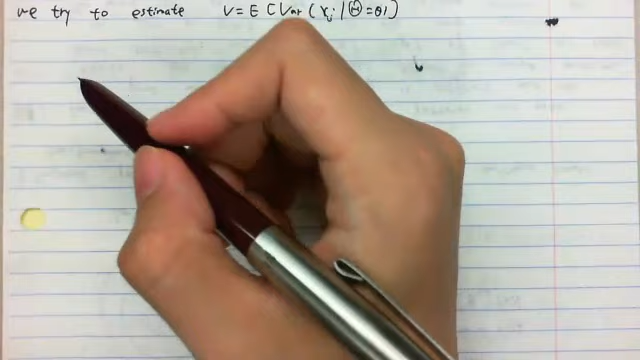 we try to estimate V = E [Var (Xj | Ⓗ = θ)]